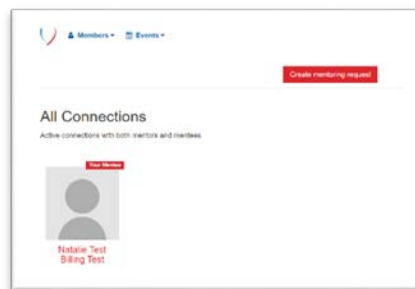 Members Events
Create mentoring request
All Connections
Active connections with both mentors and mentees
Your Mentee
Natalie Test
Billing Test